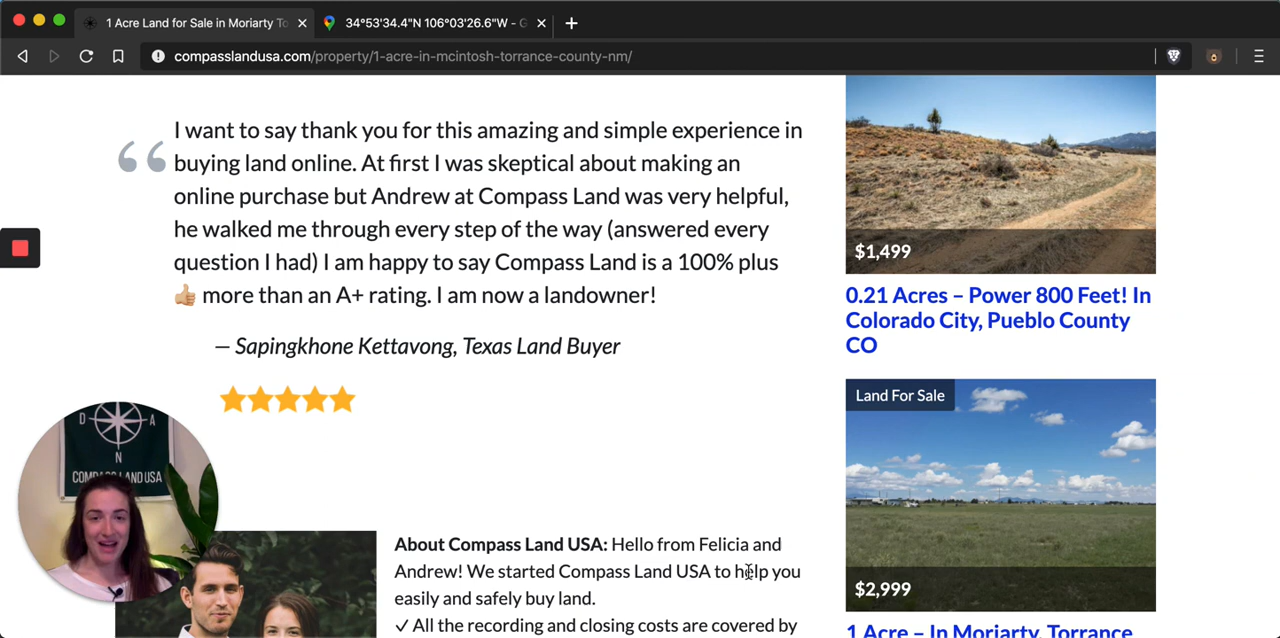 1 Acre Land for Sale in Moriarty To
34°53'34.4"N 106°03'26.6"W - G
compasslandusa.com/property/1-acre-in-mcintosh-torrance-county-nm/
I want to say thank you for this amazing and simple experience in
buying land online. At first I was skeptical about making an
online purchase but Andrew at Compass Land was very helpful,
he walked me through every step of the way (answered every
question I had) I am happy to say Compass Land is a 100% plus
👍🏼 more than an A+ rating. I am now a landowner!
— Sapingkhone Kettavong, Texas Land Buyer
D A
N
COMPASS LAND USA
About Compass Land USA: Hello from Felicia and
Andrew! We started Compass Land USA to help you
easily and safely buy land.
✓ All the recording and closing costs are covered by
$1,499
0.21 Acres – Power 800 Feet! In
Colorado City, Pueblo County
CO
Land For Sale
$2,999
1 Acre – In Moriarty, Torrance